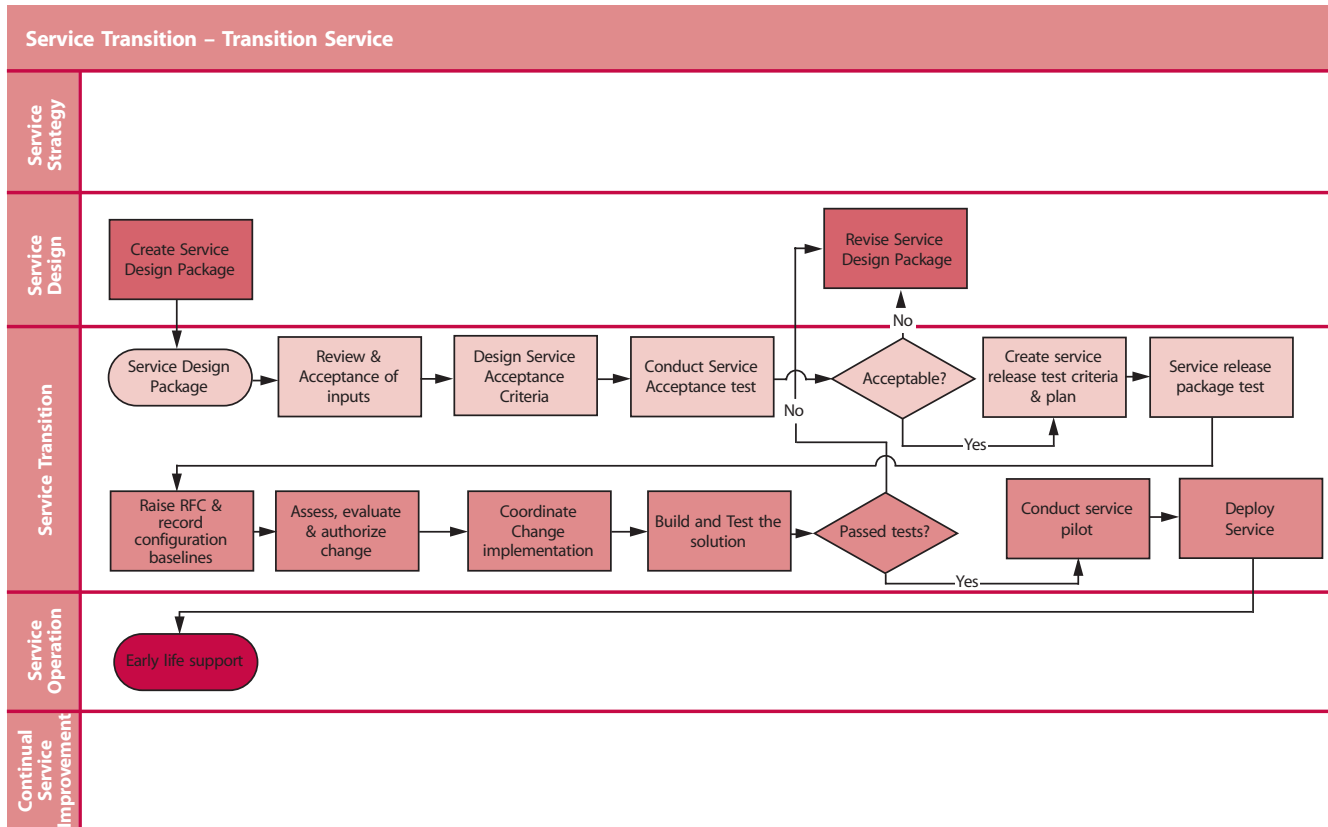 Service Transition – Transition Service
Service
Strategy
Service
Design
Create Service
Design Package
Revise Service
Design Package
Service Transition
Service Design
Package
Review &
Acceptance of
inputs
Design Service
Acceptance
Criteria
Conduct Service
Acceptance test
No
Acceptable?
No
Yes
Create service
release test criteria
& plan
Service release
package test
Raise RFC &
record
configuration
baselines
Assess, evaluate
& authorize
change
Coordinate
Change
implementation
Build and Test the
solution
Passed tests?
Yes
Conduct service
pilot
Deploy
Service
Service
Operation
Early life support
Continual
Service
Improvement